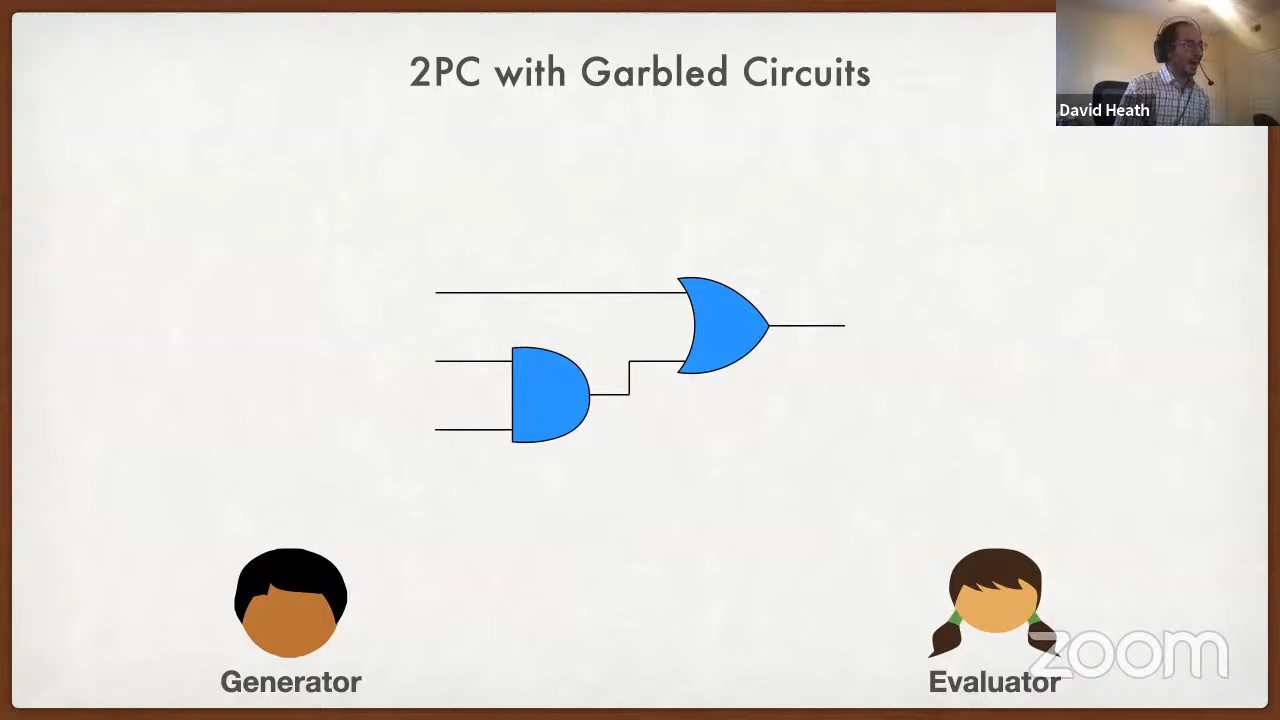 2PC with Garbled Circuits
David Heath
Generator
Evaluator
zoom